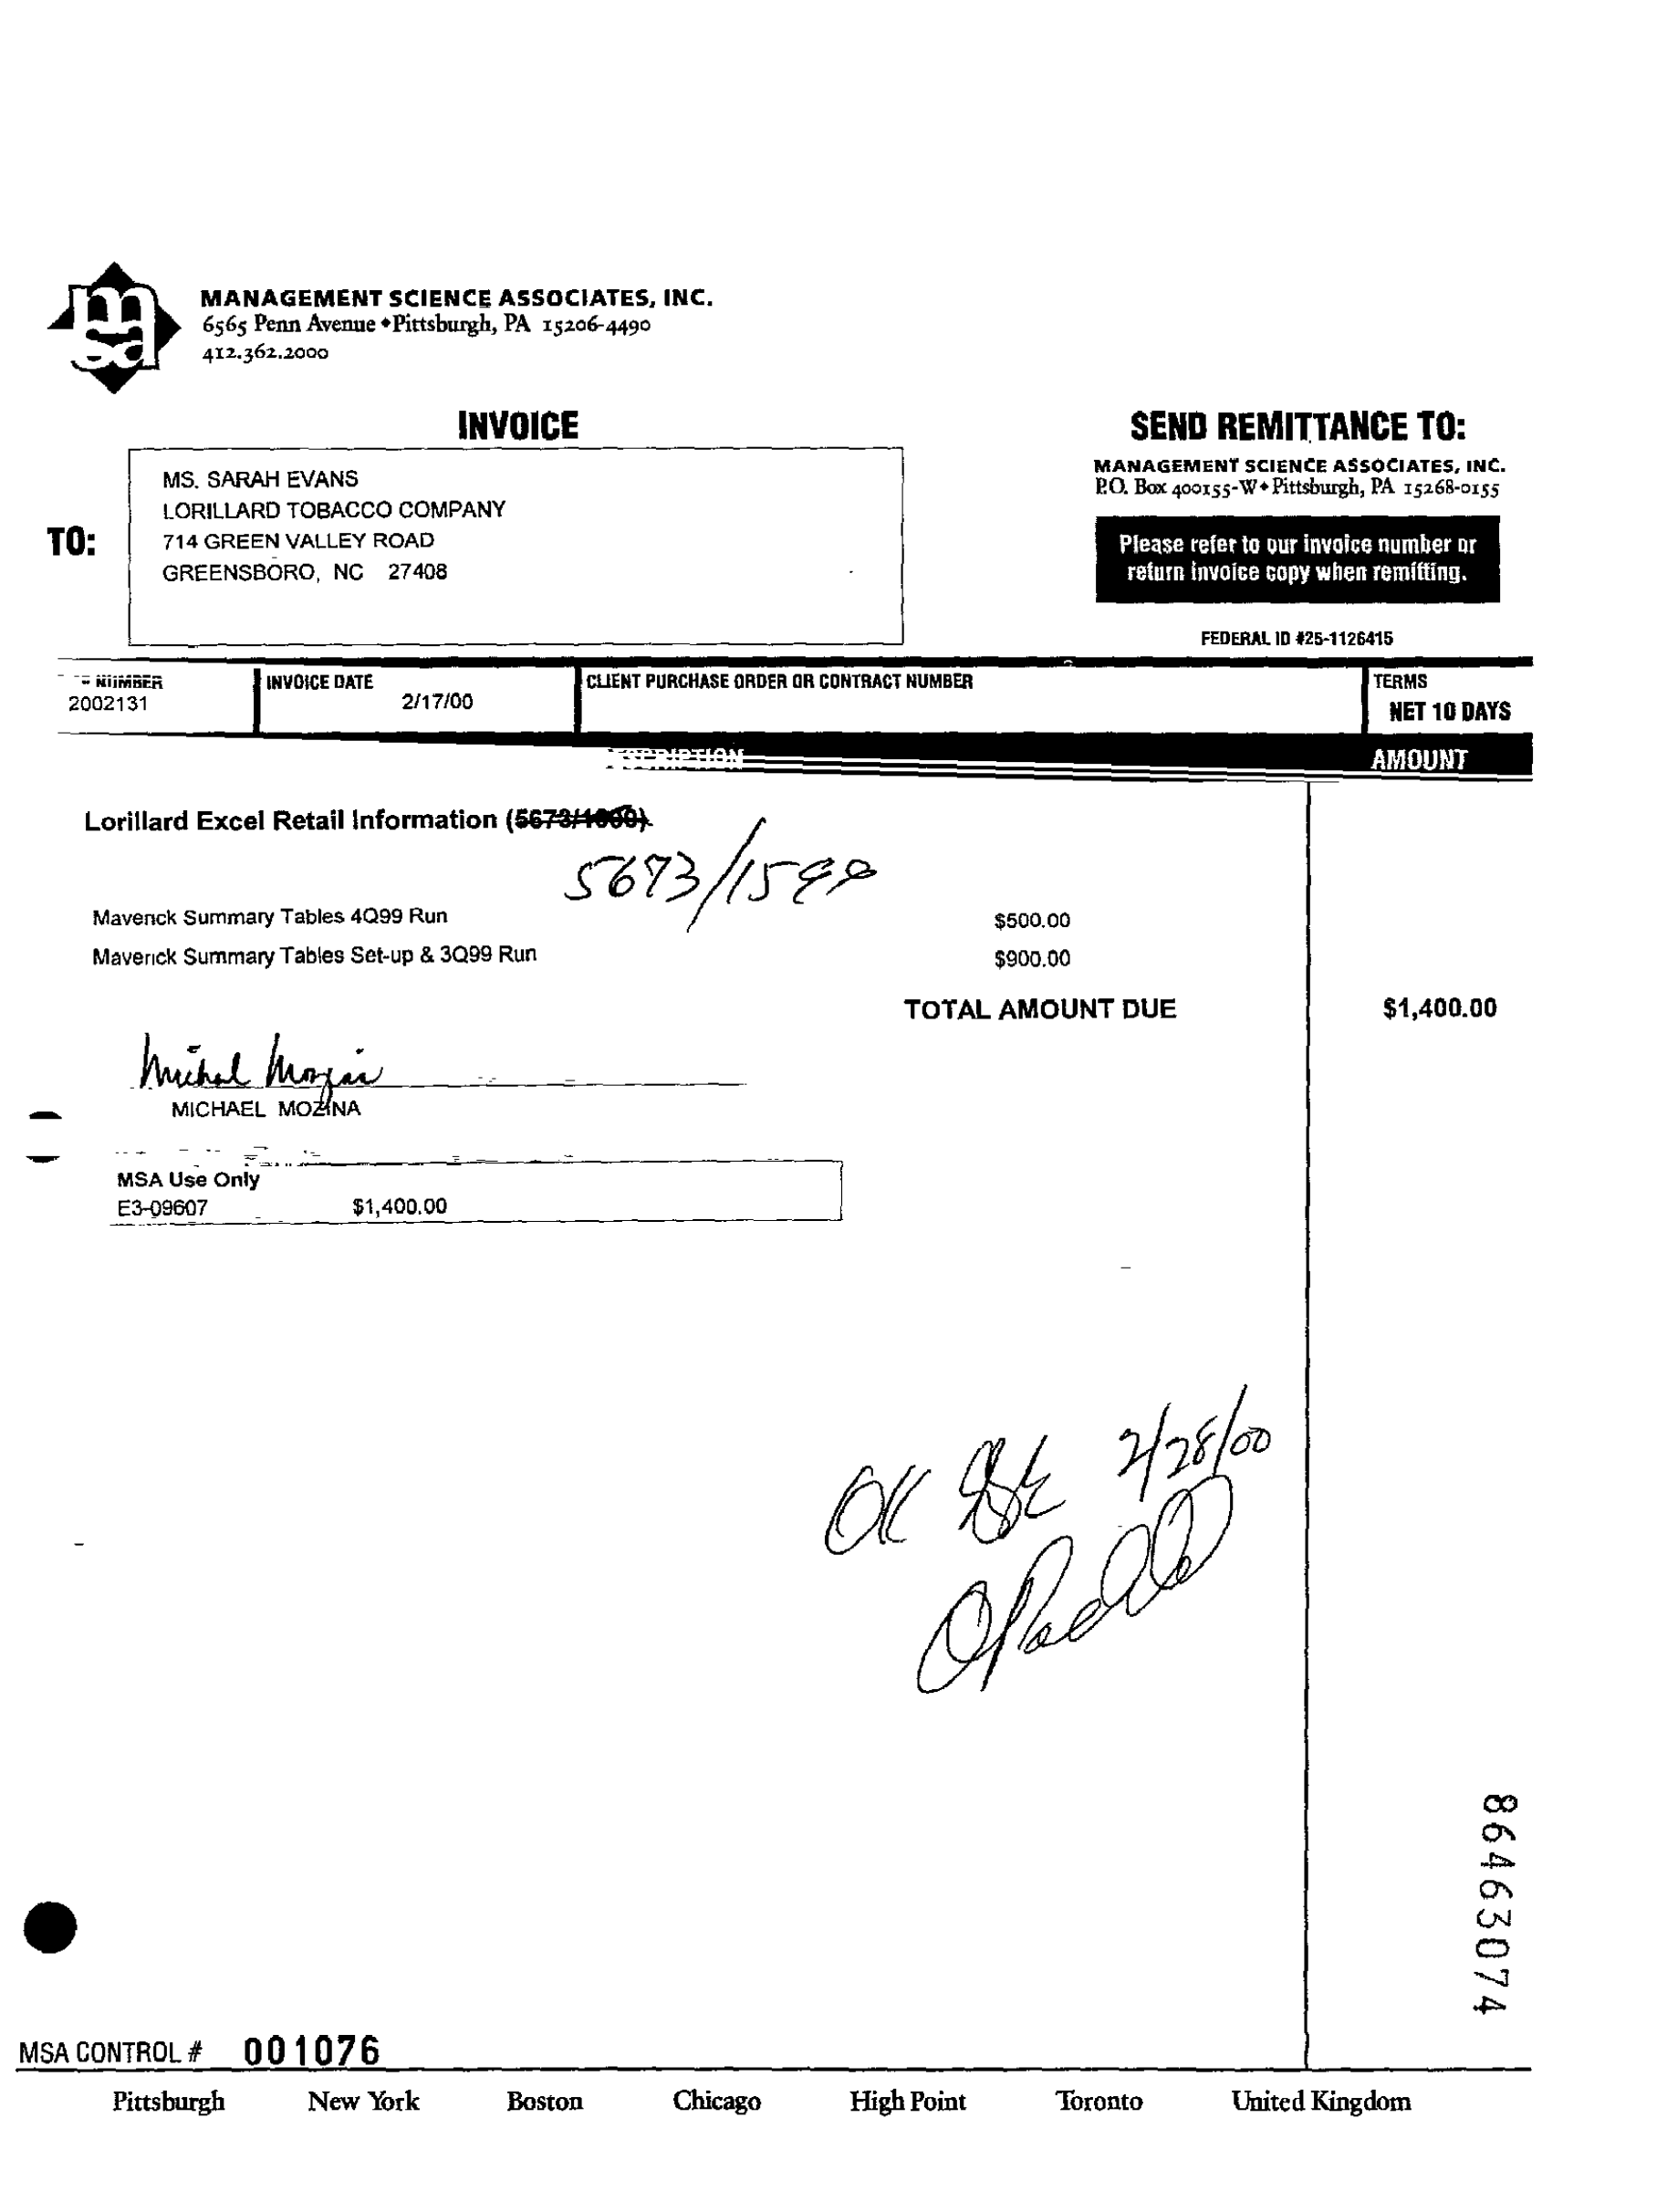 msa
MANAGEMENT SCIENCE ASSOCIATES, INC.
6565 Penn Avenue ◆ Pittsburgh, PA 15206-4490
412.362.2000
INVOICE
SEND REMITTANCE TO:
MANAGEMENT SCIENCE ASSOCIATES, INC.
P.O. Box 400155-W ◆ Pittsburgh, PA 15268-0155
TO:
MS. SARAH EVANS
LORILLARD TOBACCO COMPANY
714 GREEN VALLEY ROAD
GREENSBORO, NC 27408
Please refer to our invoice number or
return invoice copy when remitting.
FEDERAL ID #25-1126415
NUMBER INVOICE DATE CLIENT PURCHASE ORDER OR CONTRACT NUMBER TERMS
2002131 2/17/00 NET 10 DAYS
DESCRIPTION AMOUNT
Lorillard Excel Retail Information (5673/1000)
5673/1599
Maverick Summary Tables 4Q99 Run $500.00
Maverick Summary Tables Set-up & 3Q99 Run $900.00
TOTAL AMOUNT DUE $1,400.00
Michael Mozina
MICHAEL MOZINA
MSA Use Only
E3-09607 $1,400.00
OK 2/28/00
86463074
MSA CONTROL # 001076
Pittsburgh New York Boston Chicago High Point Toronto United Kingdom